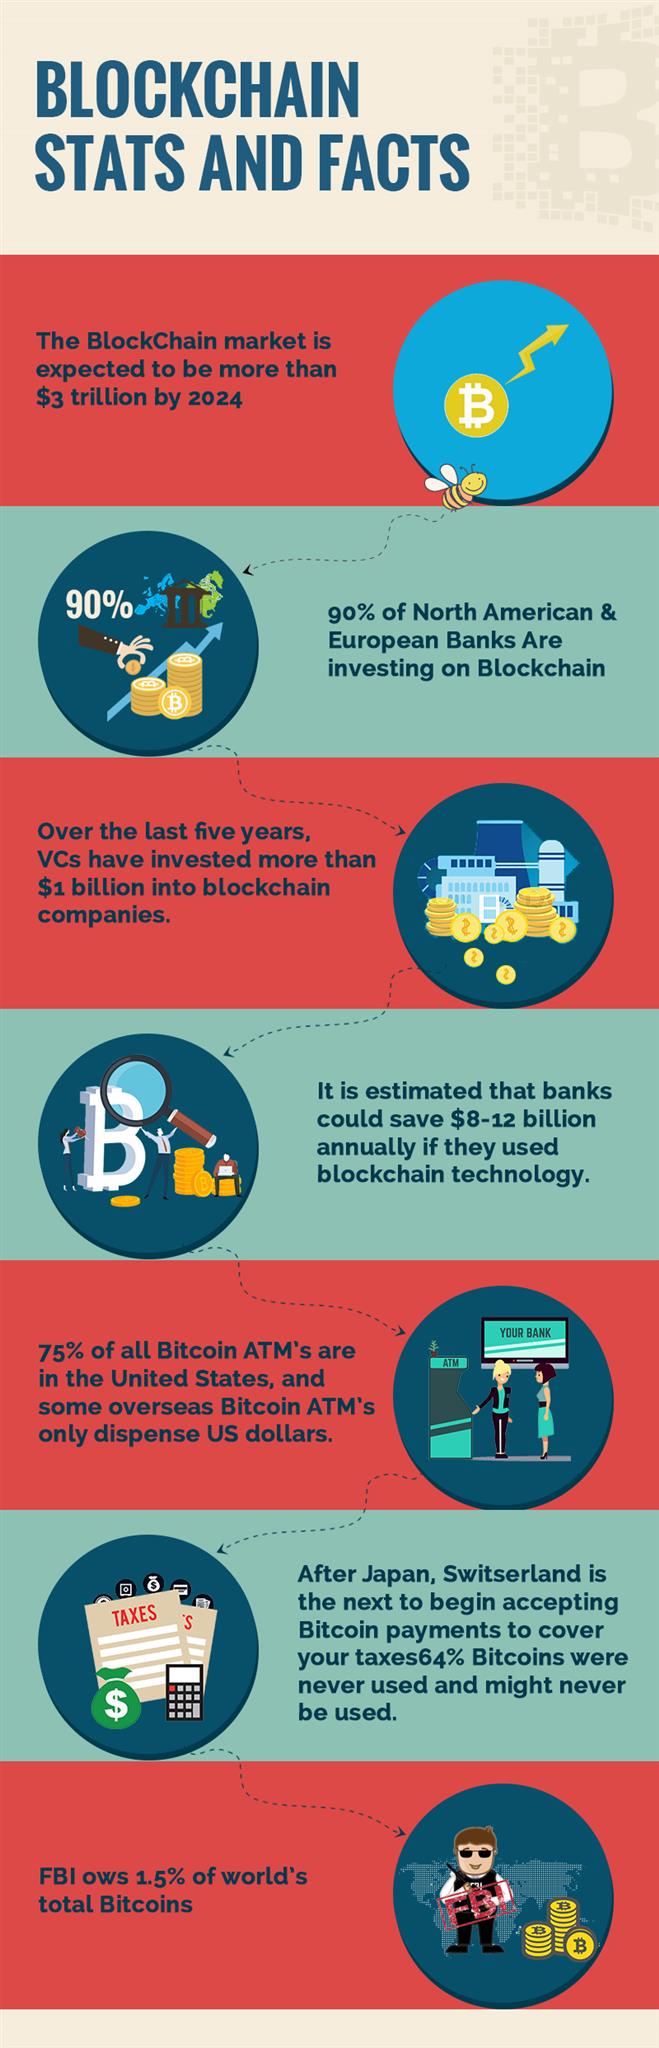 BLOCKCHAIN
STATS AND FACTS
The BlockChain market is
expected to be more than
$3 trillion by 2024
90%
90% of North American &
European Banks Are
investing on Blockchain
Over the last five years,
VCs have invested more than
$1 billion into blockchain
companies.
It is estimated that banks
could save $8-12 billion
annually if they used
blockchain technology.
75% of all Bitcoin ATM's are
in the United States, and
some overseas Bitcoin ATM's
only dispense US dollars.
YOUR BANK
ATM
After Japan, Switserland is
the next to begin accepting
Bitcoin payments to cover
your taxes64% Bitcoins were
never used and might never
be used.
TAXES
'S
$
FBI ows 1.5% of world's
total Bitcoins
FBI